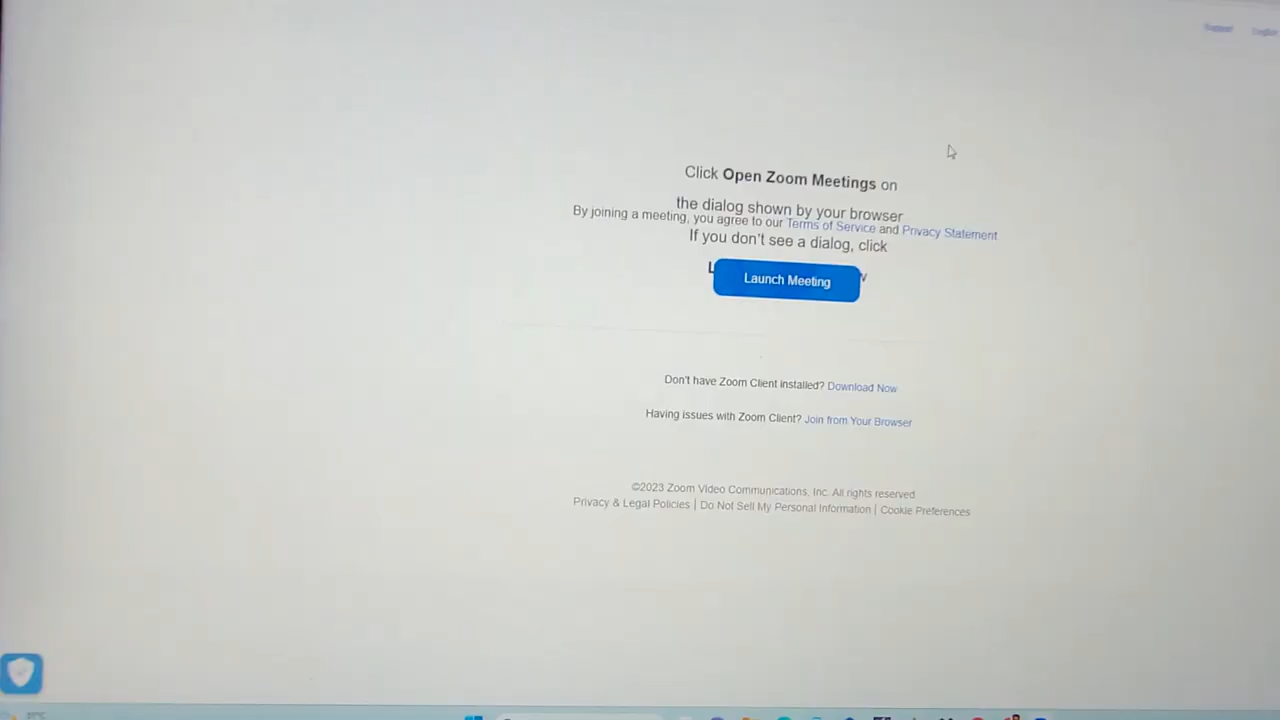 Support English
Click Open Zoom Meetings on
the dialog shown by your browser
By joining a meeting, you agree to our Terms of Service and Privacy Statement
If you don't see a dialog, click
Launch Meeting
Don't have Zoom Client installed? Download Now
Having issues with Zoom Client? Join from Your Browser
©2023 Zoom Video Communications, Inc. All rights reserved
Privacy & Legal Policies | Do Not Sell My Personal Information | Cookie Preferences